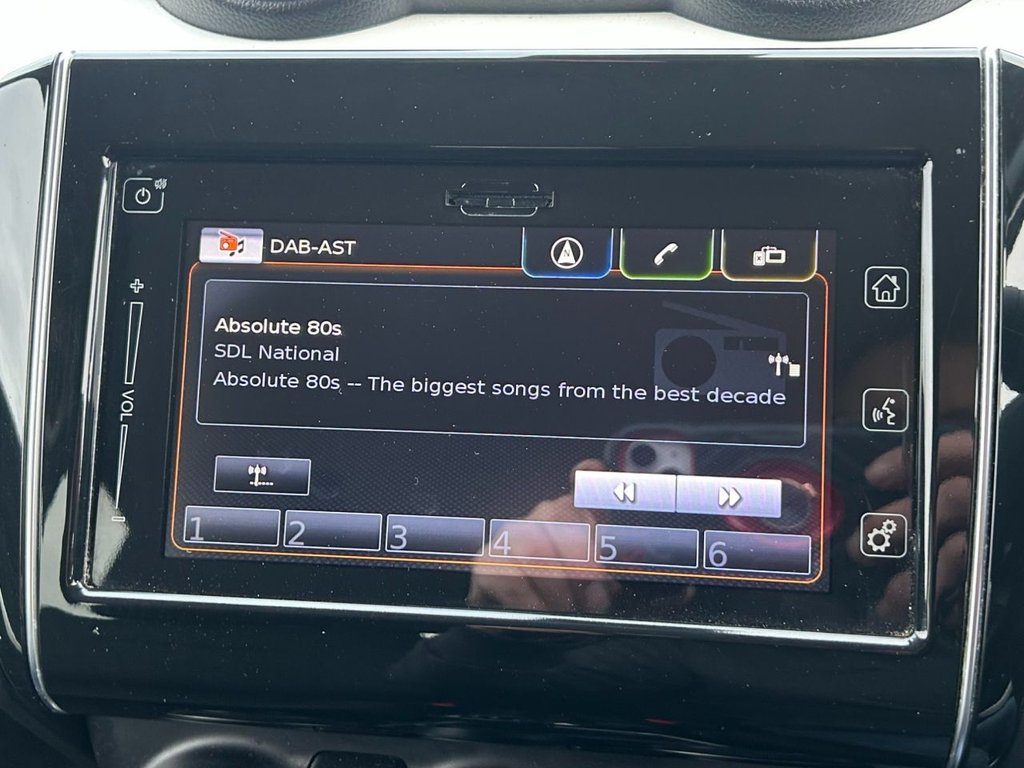 DAB-AST
Absolute 80s
SDL National
Absolute 80s -- The biggest songs from the best decade
+
VOL
−
1 2 3 4 5 6